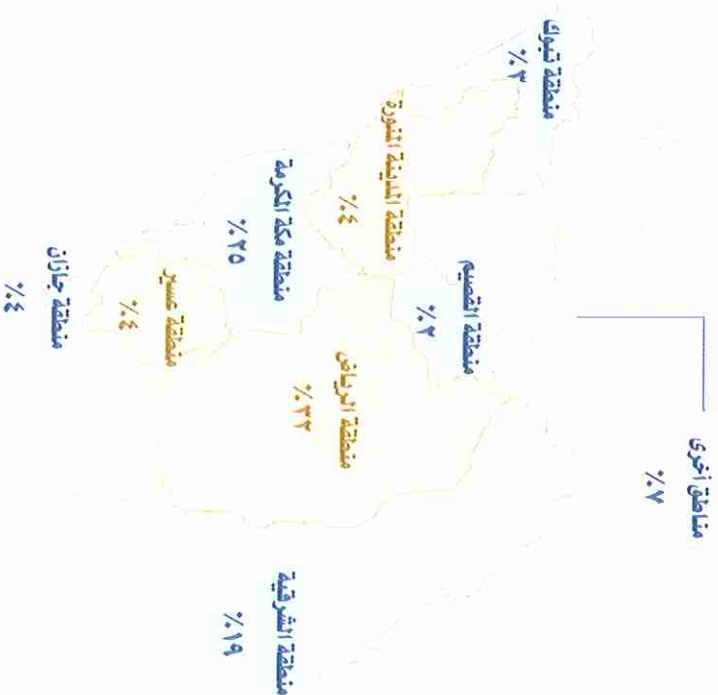 مناطق أخرى
٪٧
منطقة تبوك
٪٣
منطقة القصيم
٪٢
منطقة المدينة المنورة
٪٤
منطقة الرياض
٪٣٢
منطقة الشرقية
٪١٩
منطقة مكة المكرمة
٪٢٥
منطقة عسير
٪٤
منطقة جازان
٪٤